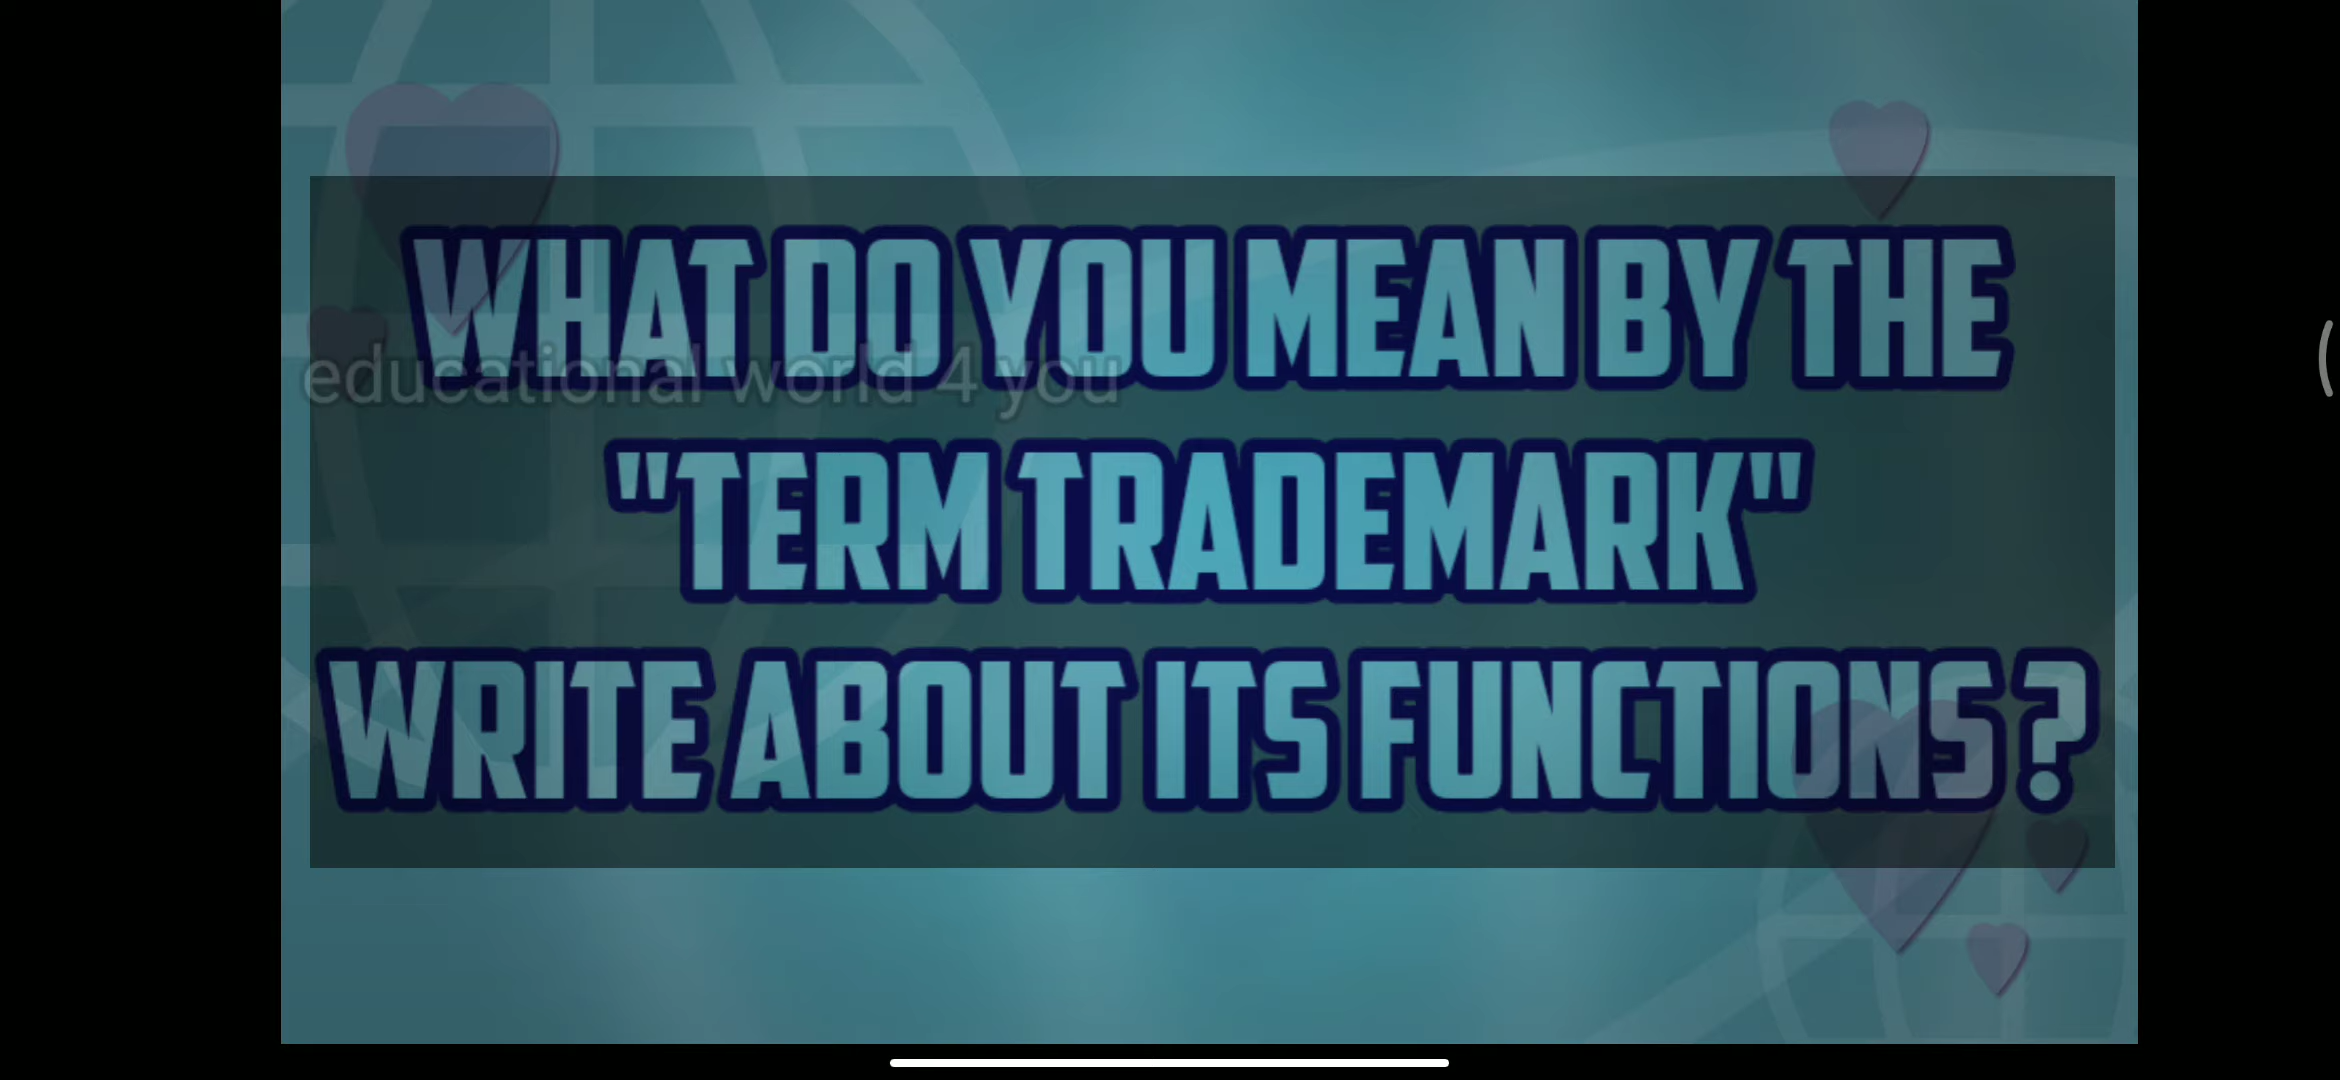 WHAT DO YOU MEAN BY THE
educational world 4 you
"TERM TRADEMARK"
WRITE ABOUT ITS FUNCTIONS ?